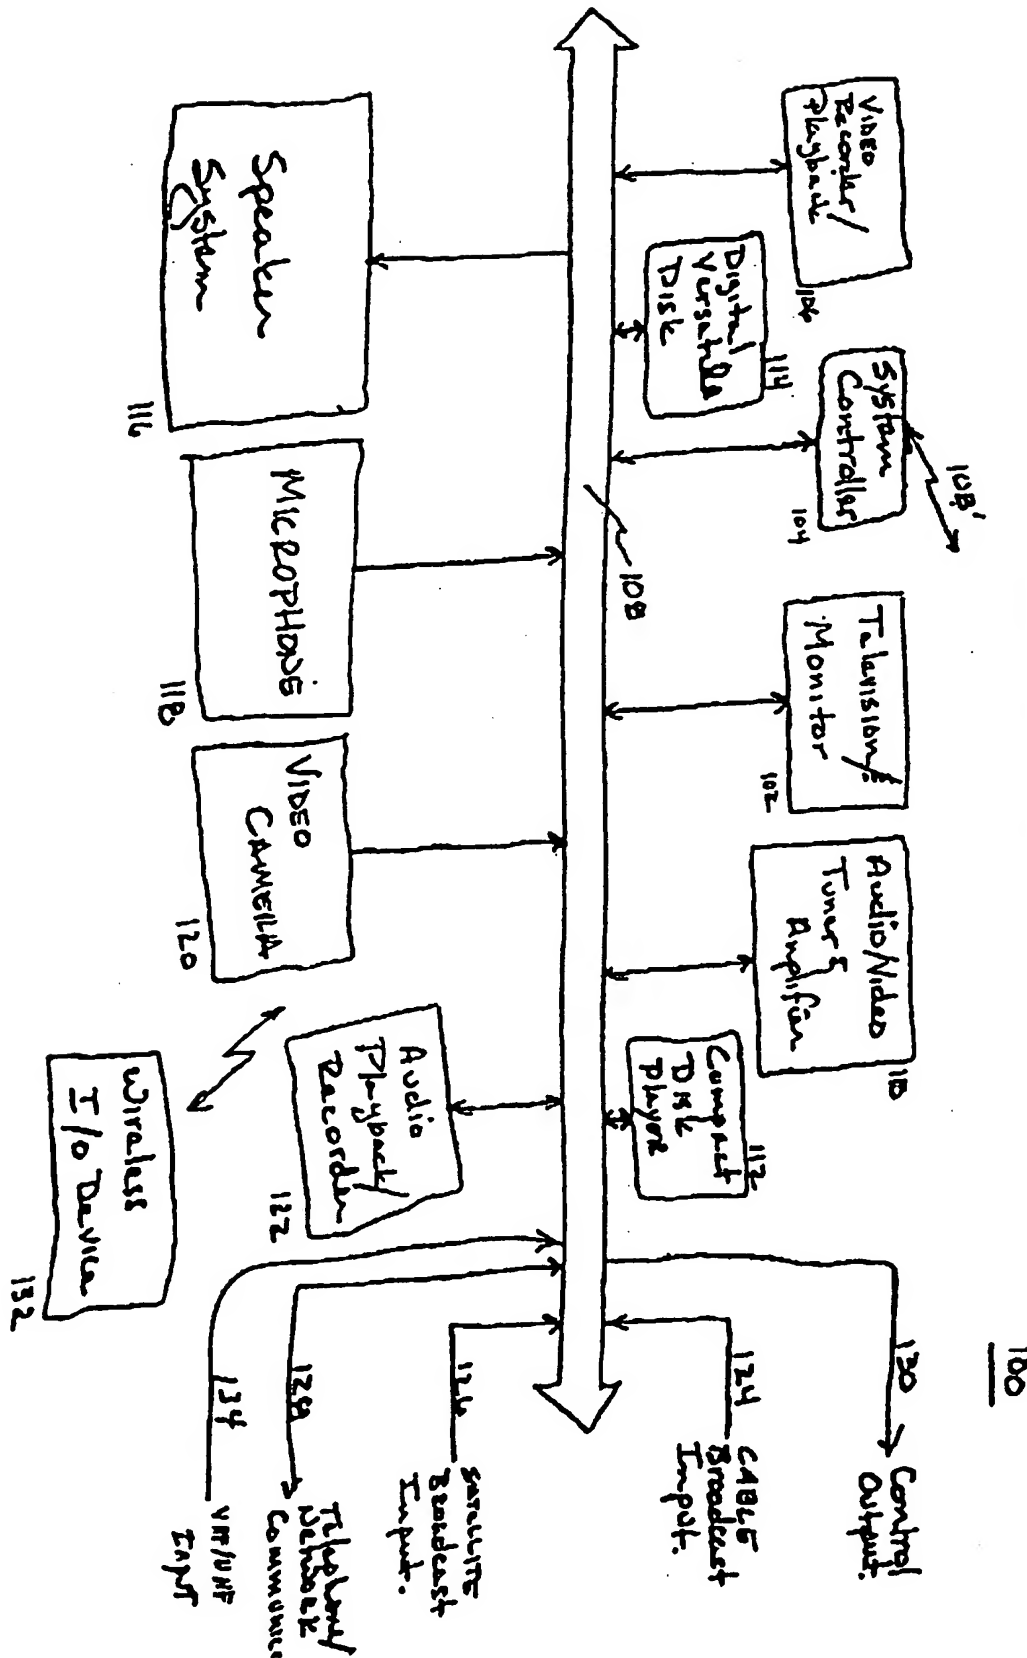 100
Video
Recorder/
Playback
106
System
Controller
104
108'
Television/
Monitor
102
Audio/Video
Tuner &
Amplifier
110
Digital
Versatile
Disk
114
Compact
Disk
Player
112
130
Control
Output.
124
CABLE
Broadcast
Input.
108
Speaker
System
116
MICROPHONE
118
VIDEO
CAMERA
120
Audio
Playback/
Recorder
122
Wireless
I/O Device
132
126
SATELLITE
Broadcast
Input.
128
Telephone/
Network
134
VHF/UHF
INPUT